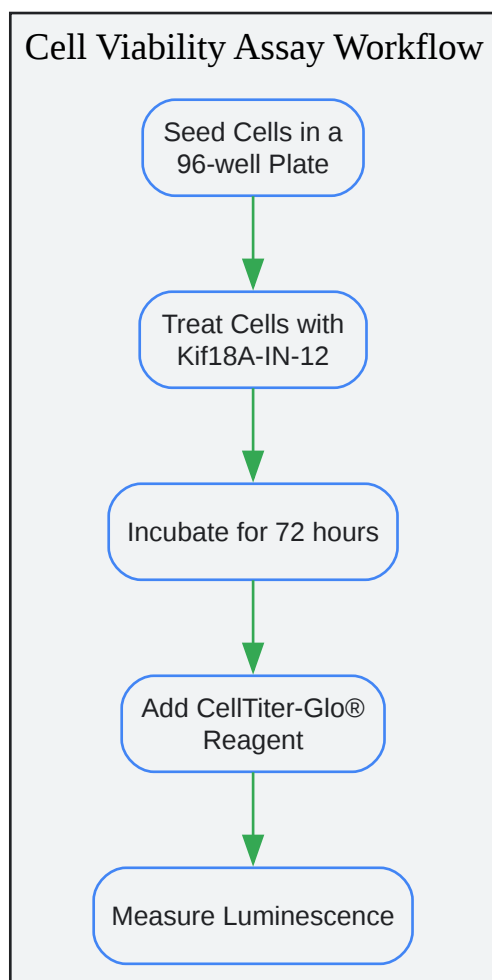 Cell Viability Assay Workflow
Seed Cells in a
96-well Plate
Treat Cells with
Kif18A-IN-12
Incubate for 72 hours
Add CellTiter-Glo®
Reagent
Measure Luminescence